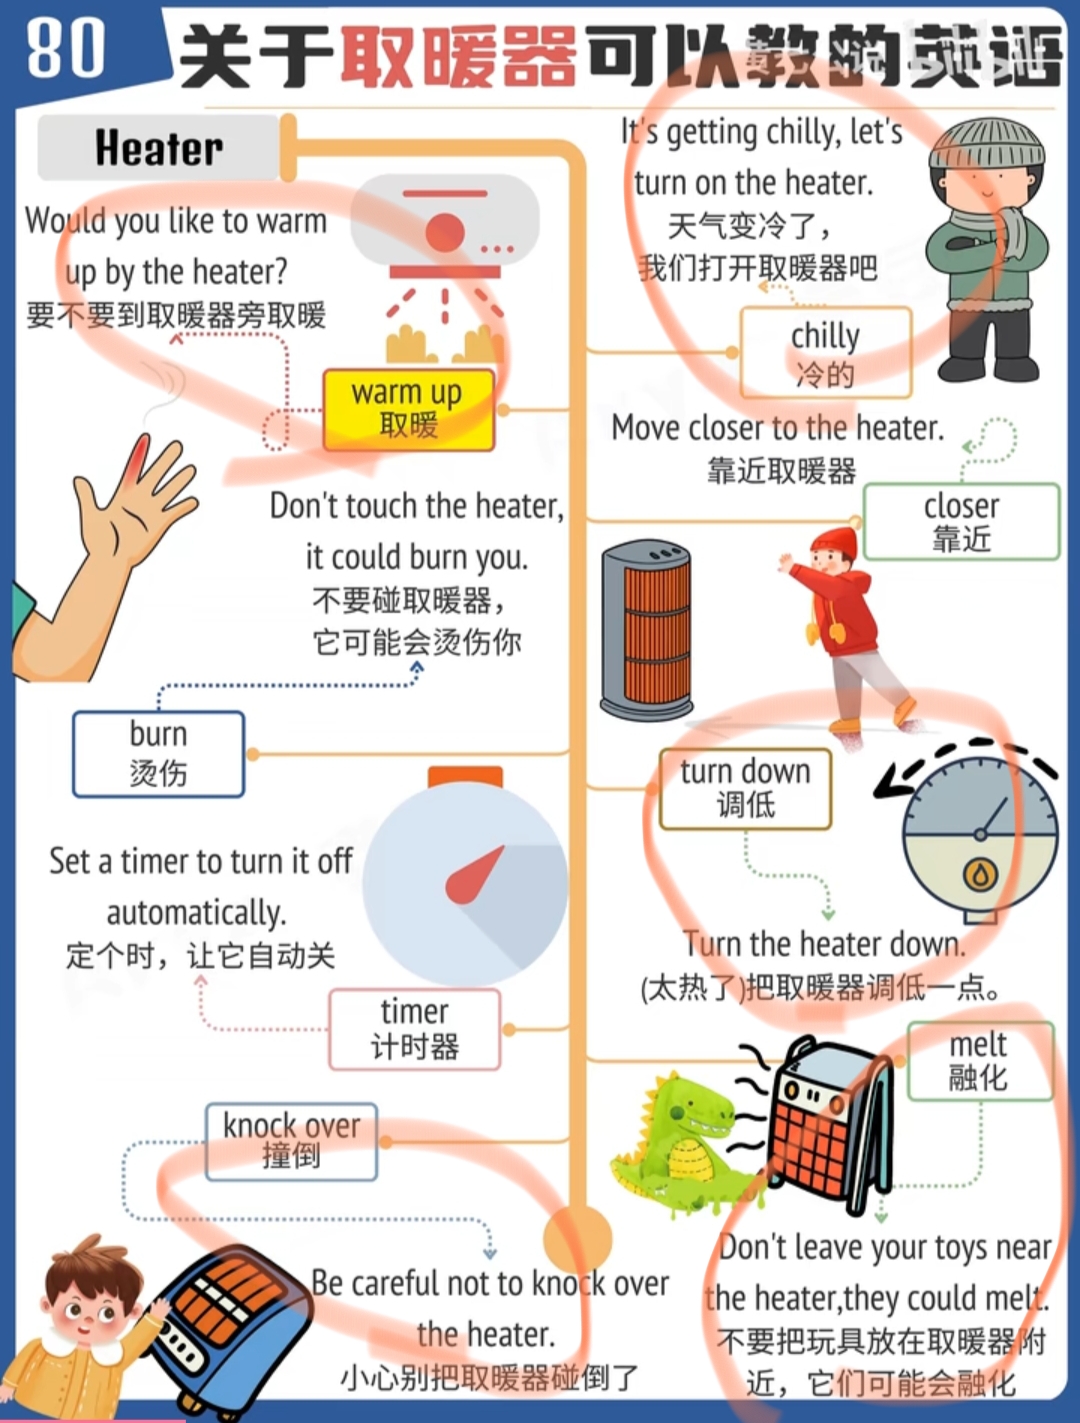 80
关于取暖器可以教的英语
Heater
Would you like to warm
up by the heater?
要不要到取暖器旁取暖
warm up
取暖
It's getting chilly, let's
turn on the heater.
天气变冷了，
我们打开取暖器吧
chilly
冷的
Move closer to the heater.
靠近取暖器
closer
靠近
Don't touch the heater,
it could burn you.
不要碰取暖器，
它可能会烫伤你
burn
烫伤
turn down
调低
Turn the heater down.
(太热了)把取暖器调低一点。
Set a timer to turn it off
automatically.
定个时，让它自动关
timer
计时器
melt
融化
Don't leave your toys near
the heater,they could melt.
不要把玩具放在取暖器附
近，它们可能会融化
knock over
撞倒
Be careful not to knock over
the heater.
小心别把取暖器碰倒了